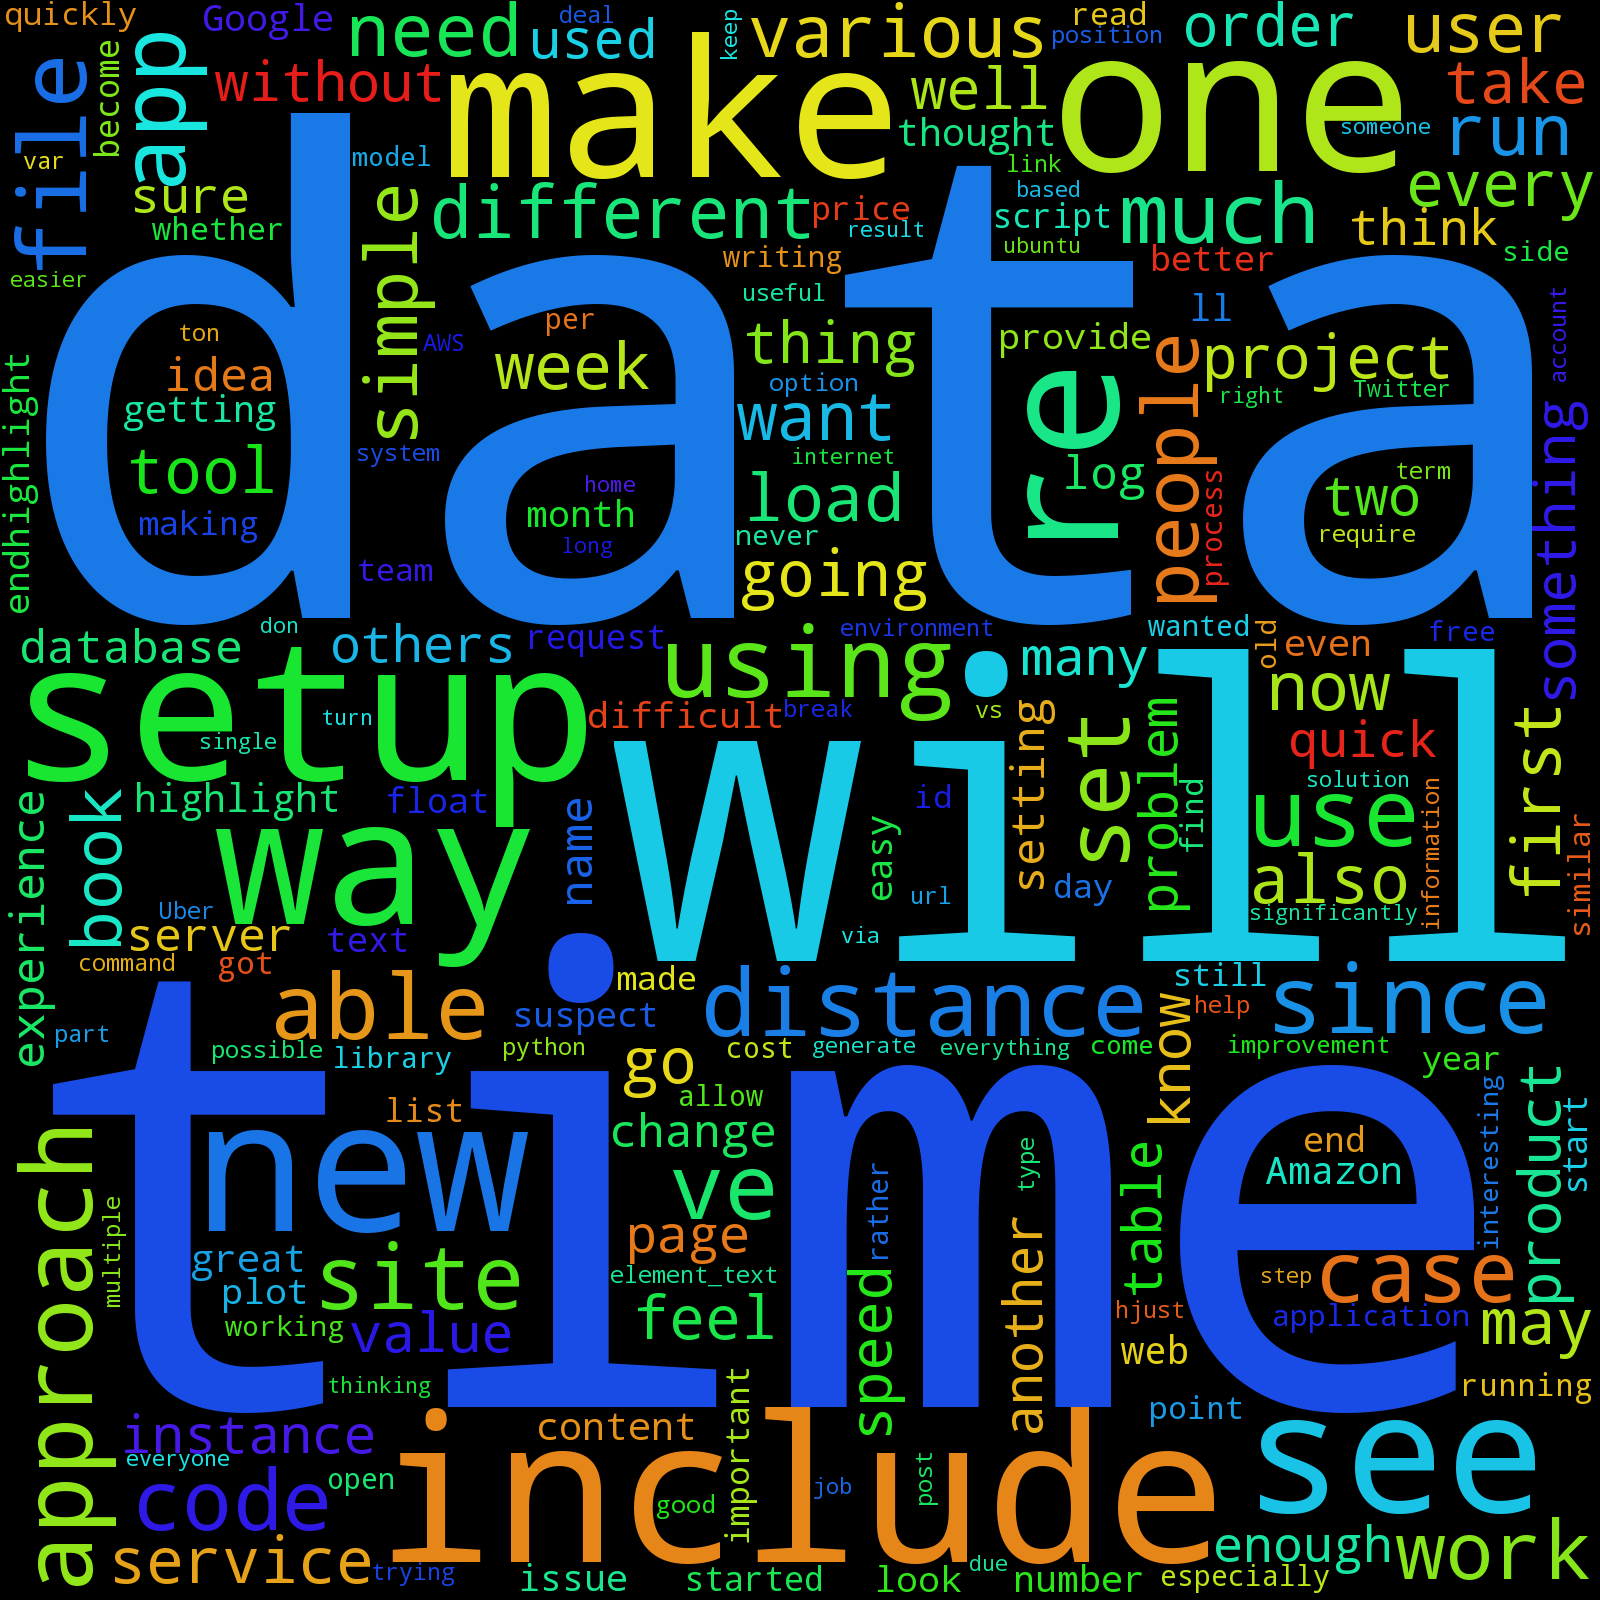 quickly
Google
need
used
deal
keep
various
read
position
order
user
file
become
app
without
make
well
thought
one
someone
take
run
var
sure
whether
model
simple
different
price
result
writing
link
based
script
ubuntu
much
every
think
better
side
easier
data
ton
idea
getting
tool
making
AWS
system
team
per
week
home
month
long
useful
thing
option
want
internet
load
never
going
provide
re
log
people
process
ll
project
right
Twitter
account
term
two
require
something
endhighlight
database
don
others
request
using
environment
many
wanted
old
even
free
setup
turn
single
difficult
break
vs
will
now
quick
solution
use
also
significantly
information
first
similar
set
setting
problem
find
day
highlight
float
way
name
easy
id
url
via
experience
book
Uber
server
command
got
text
able
suspect
made
distance
still
help
since
part
possible
library
python
go
cost
generate
everything
come
know
improvement
year
time
approach
multiple
new
list
great
plot
site
working
value
thinking
allow
change
ve
page
element_text
feel
rather
speed
type
another
table
hjust
web
point
end
Amazon
interesting
product
start
step
case
application
may
running
instance
everyone
code
open
service
trying
include
content
good
important
job
post
see
issue
started
look
due
number
enough
especially
work